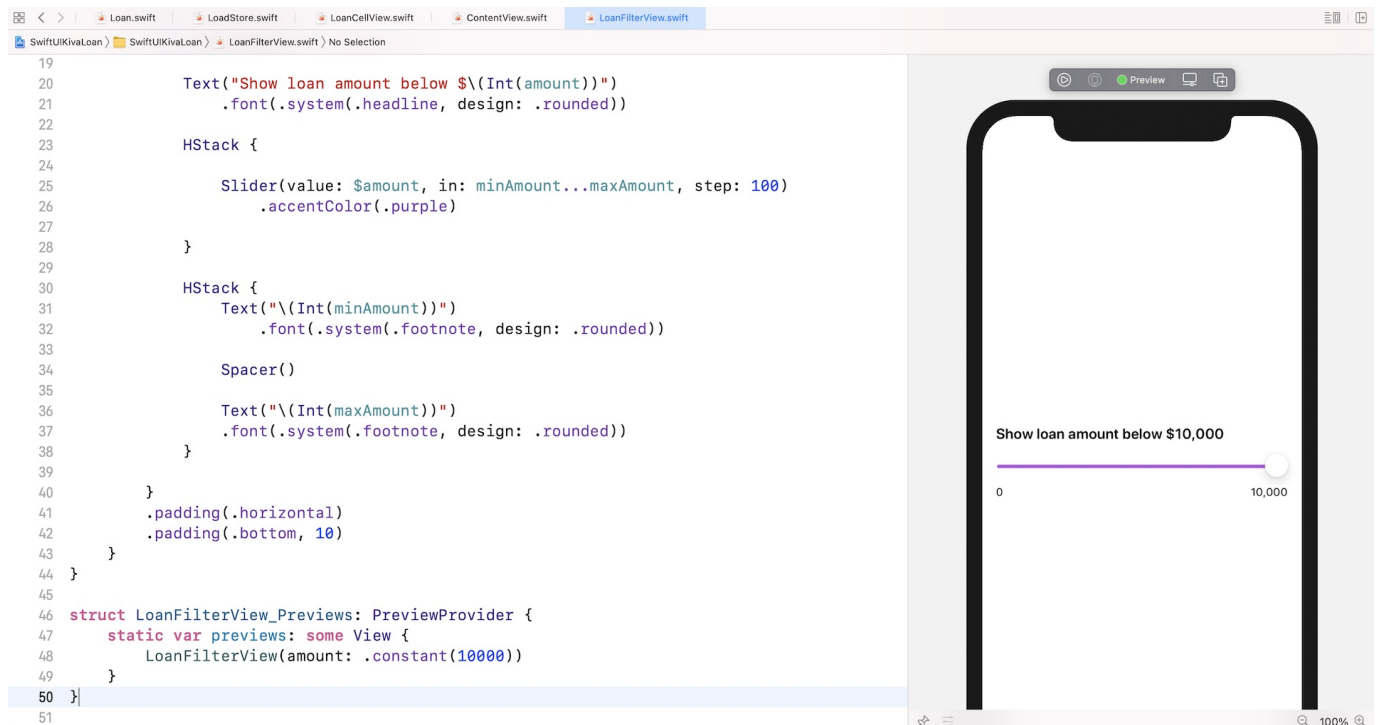 Loan.swift LoadStore.swift LoanCellView.swift ContentView.swift LoanFilterView.swift
SwiftUIKivaLoan SwiftUIKivaLoan LoanFilterView.swift No Selection
19
20 Text("Show loan amount below $\(Int(amount))")
21 .font(.system(.headline, design: .rounded))
22
23 HStack {
24
25 Slider(value: $amount, in: minAmount...maxAmount, step: 100)
26 .accentColor(.purple)
27
28 }
29
30 HStack {
31 Text("\(Int(minAmount))")
32 .font(.system(.footnote, design: .rounded))
33
34 Spacer()
35
36 Text("\(Int(maxAmount))")
37 .font(.system(.footnote, design: .rounded))
38 }
39
40 }
41 .padding(.horizontal)
42 .padding(.bottom, 10)
43 }
44 }
45
46 struct LoanFilterView_Previews: PreviewProvider {
47 static var previews: some View {
48 LoanFilterView(amount: .constant(10000))
49 }
50 }
51
Preview
Show loan amount below $10,000
0 10,000
100%